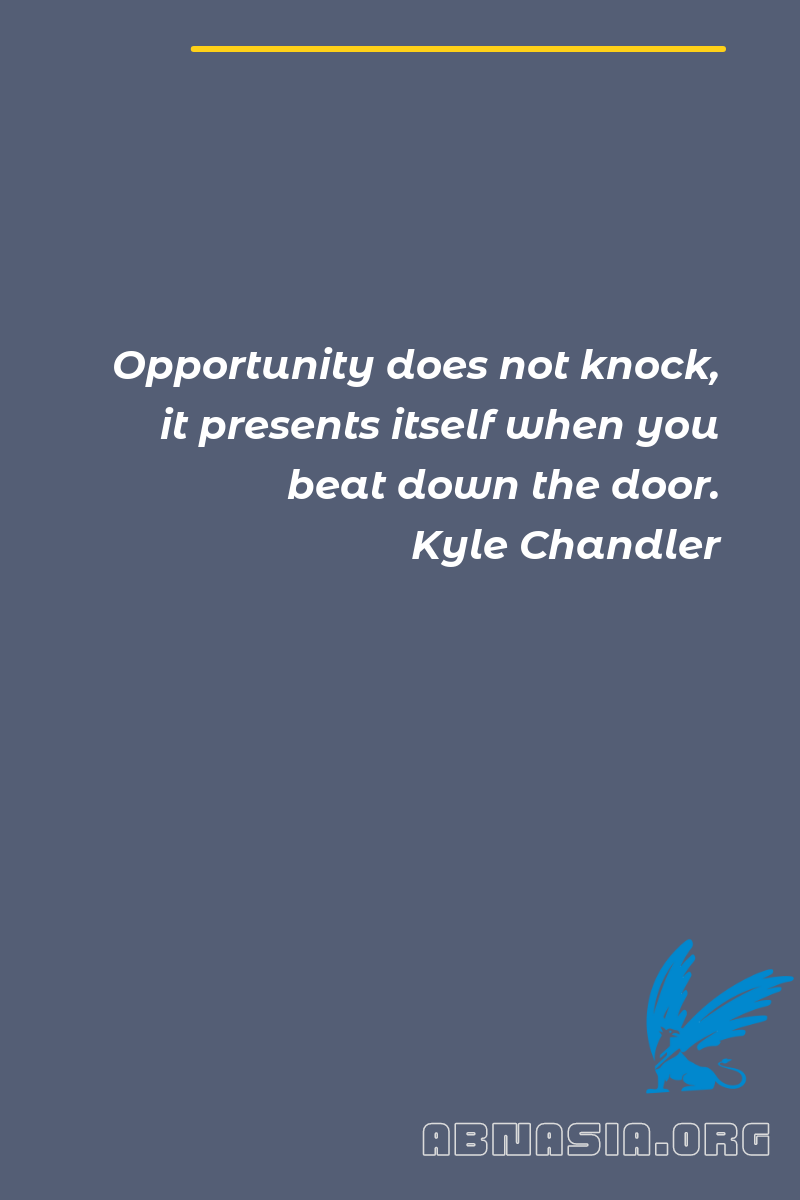 Opportunity does not knock,
it presents itself when you
beat down the door.
Kyle Chandler
ABNASIA.ORG